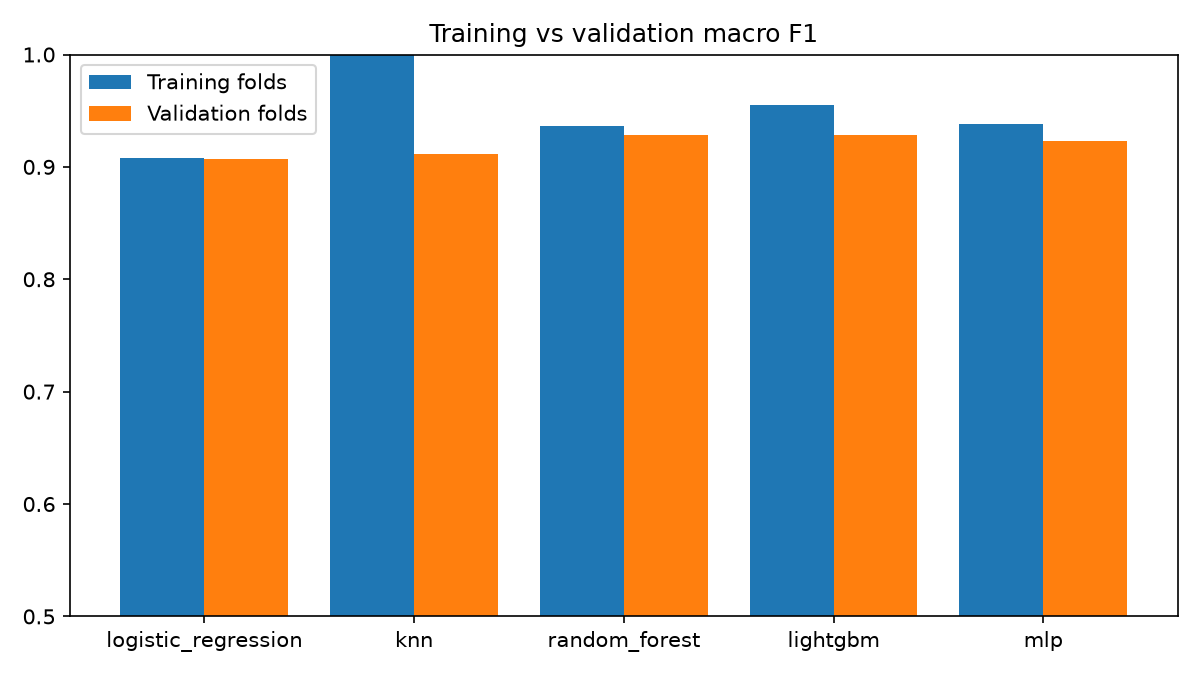 Training vs validation macro F1
Training folds
Validation folds
1.0
0.9
0.8
0.7
0.6
0.5
logistic_regression
knn
random_forest
lightgbm
mlp